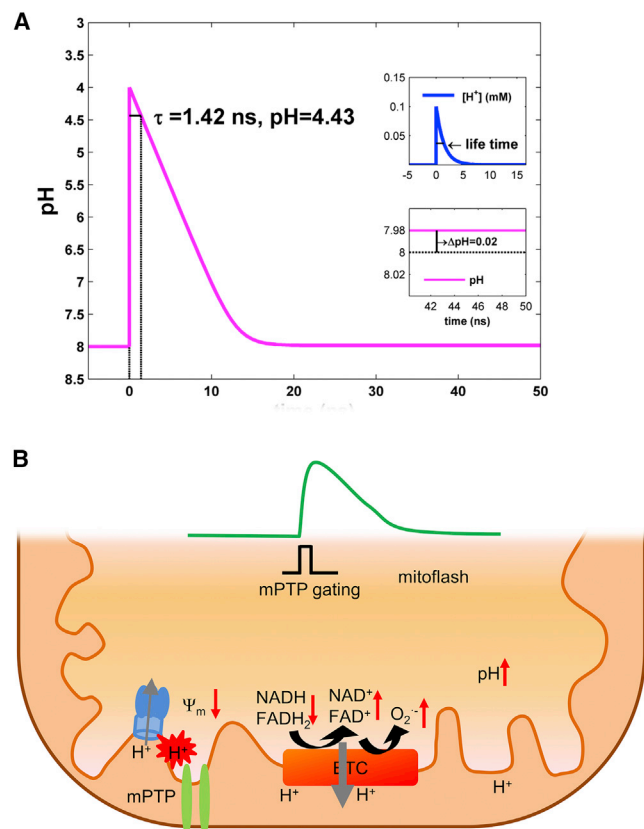 A
3
3.5
4
4.5
5
5.5
6
6.5
7
7.5
8
8.5
pH
τ =1.42 ns, pH=4.43
0
10
20
30
40
50
0.15
0.1
0.05
[H⁺] (mM)
← life time
-5
0
5
10
15
7.98
8
8.02
→ΔpH=0.02
pH
42
44
46
48
50
time (ns)
B
mPTP gating
mitoflash
pH
Ψm
NADH
FADH₂
NAD⁺
FAD⁺
O₂·-
H⁺
H⁺
ETC
mPTP
H⁺
H⁺
H⁺